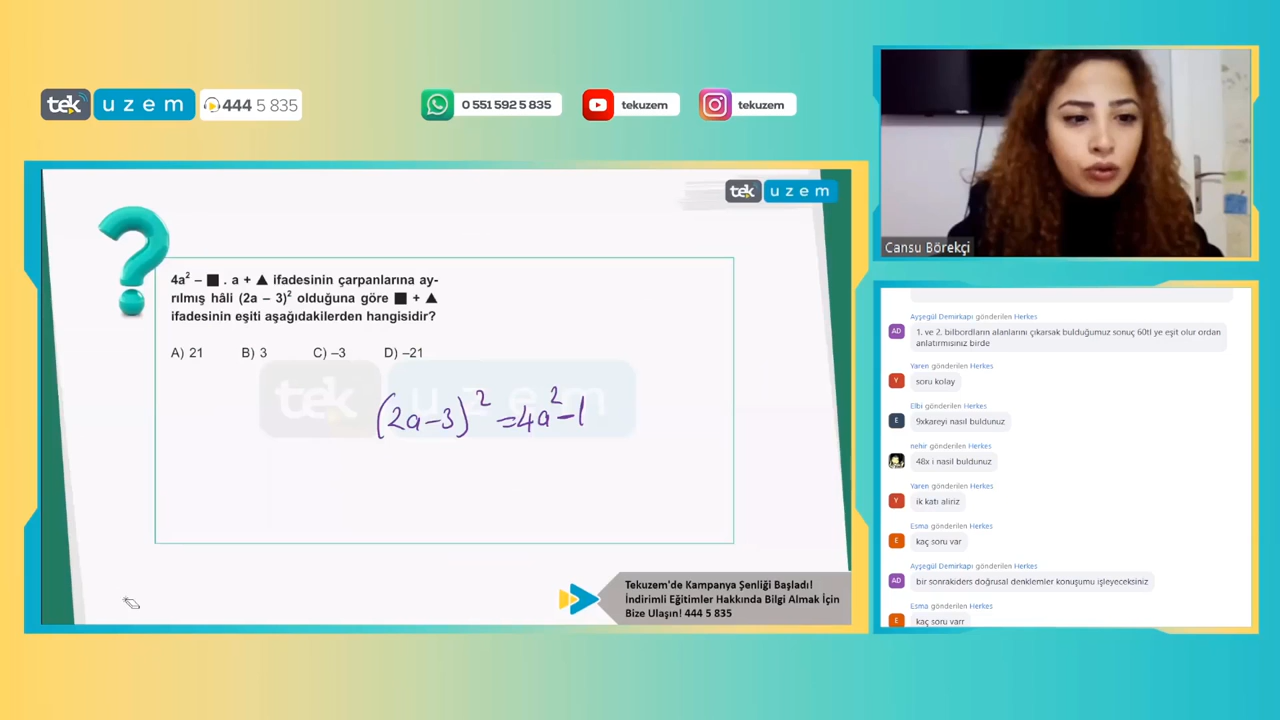 tek uzem 444 5 835
0 551 592 5 835
tekuzem
tekuzem
tek uzem
4a² – ■ . a + ▲ ifadesinin çarpanlarına ay-
rılmış hâli (2a – 3)² olduğuna göre ■ + ▲
ifadesinin eşiti aşağıdakilerden hangisidir?
A) 21 B) 3 C) –3 D) –21
tek uzem
(2a-3)² = 4a² - 1
Tekuzem'de Kampanya Şenliği Başladı!
İndirimli Eğitimler Hakkında Bilgi Almak İçin
Bize Ulaşın! 444 5 835
Cansu Börekçi
Ayşegül Demirkapı gönderilen Herkes
AD
1. ve 2. bilbordların alanlarını çıkarsak bulduğumuz sonuç 60tl ye eşit olur ordan
anlatırmısınız birde
Yaren gönderilen Herkes
Y
soru kolay
Elbi gönderilen Herkes
E
9xkareyi nasıl buldunuz
nehir gönderilen Herkes
48x i nasil buldunuz
Yaren gönderilen Herkes
Y
ik katı aliriz
Esma gönderilen Herkes
E
kaç soru var
Ayşegül Demirkapı gönderilen Herkes
AD
bir sonrakiders doğrusal denklemler konuşumu işleyeceksiniz
Esma gönderilen Herkes
E
kaç soru varr